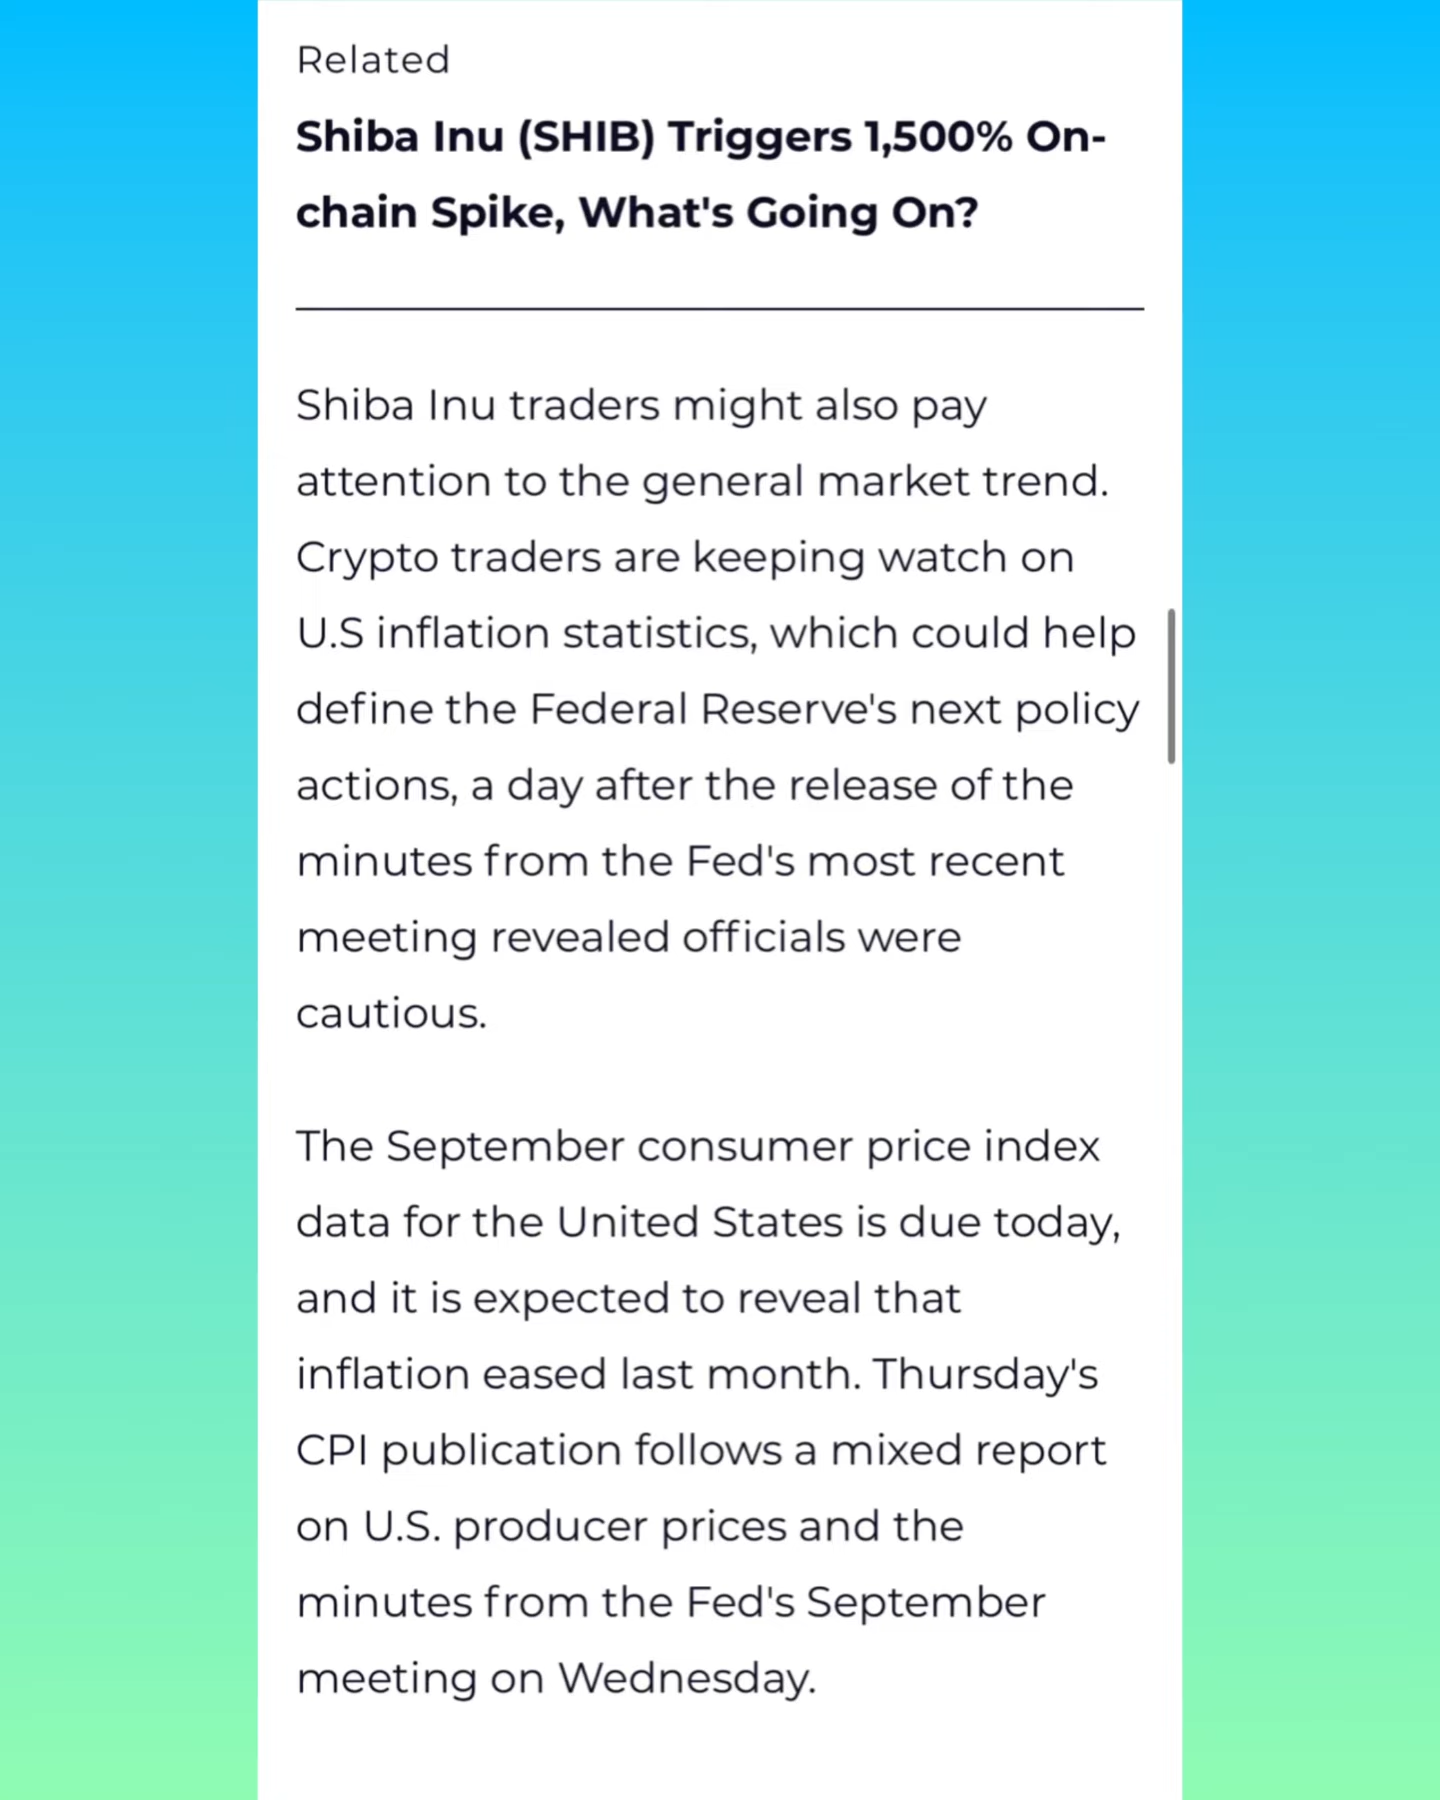 Related
Shiba Inu (SHIB) Triggers 1,500% On-
chain Spike, What's Going On?
Shiba Inu traders might also pay
attention to the general market trend.
Crypto traders are keeping watch on
U.S inflation statistics, which could help
define the Federal Reserve's next policy
actions, a day after the release of the
minutes from the Fed's most recent
meeting revealed officials were
cautious.
The September consumer price index
data for the United States is due today,
and it is expected to reveal that
inflation eased last month. Thursday's
CPI publication follows a mixed report
on U.S. producer prices and the
minutes from the Fed's September
meeting on Wednesday.